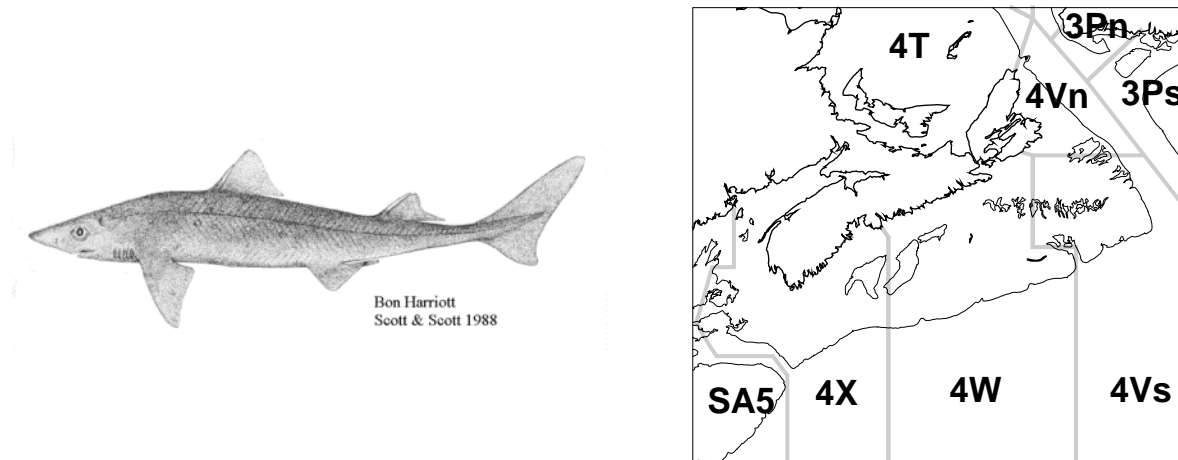 Bon Harriott
Scott & Scott 1988
3Pn
4T
4Vn
3Ps
SA5
4X
4W
4Vs